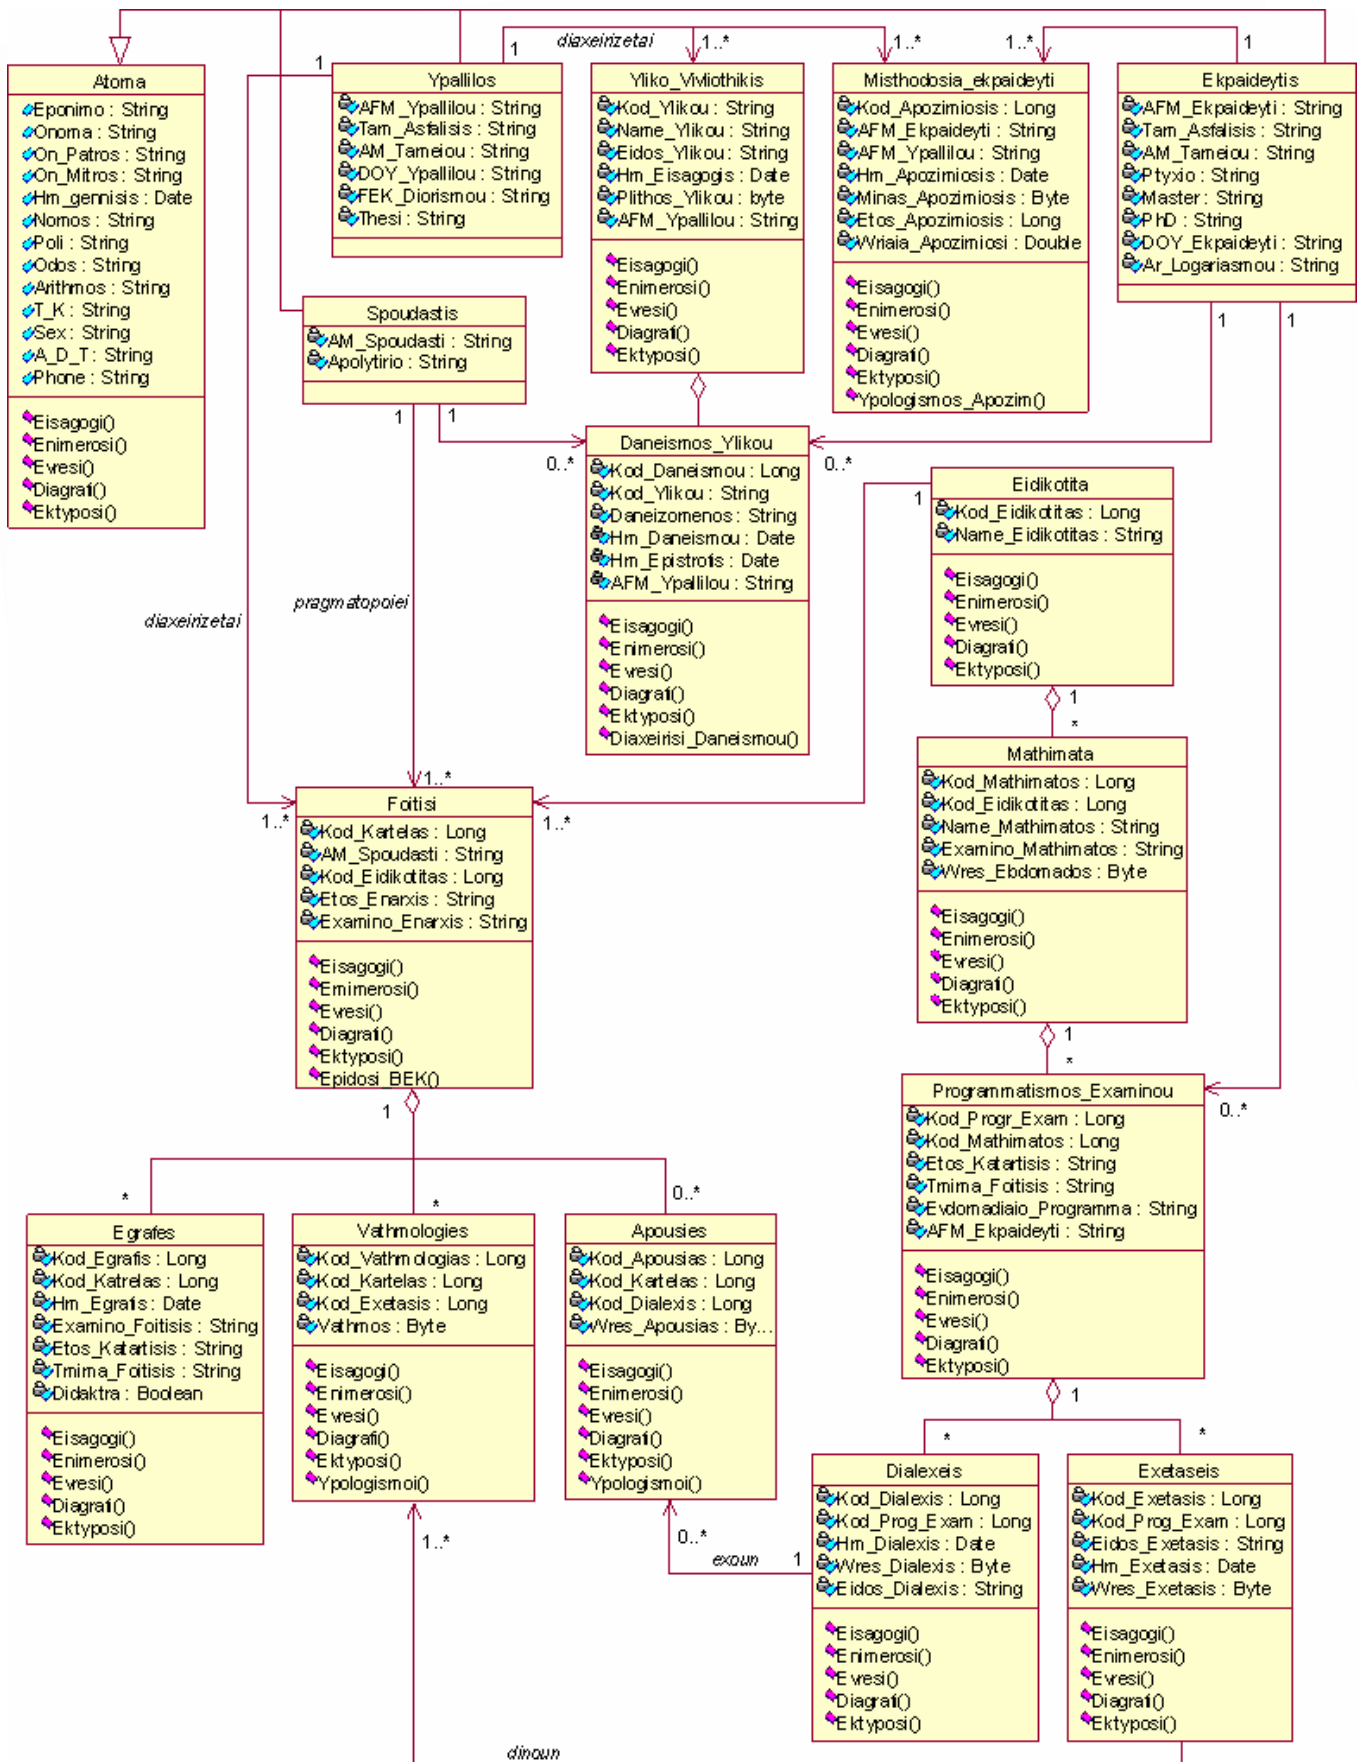 diaxeirizetai
1
1
1..*
1..*
1..*
1
Atoma
Eponimo : String
Onoma : String
On_Patros : String
On_Mitros : String
Hm_gennisis : Date
Nomos : String
Poli : String
Odos : String
Arithmos : String
T_K : String
Sex : String
A_D_T : String
Phone : String
Eisagogi()
Enimerosi()
Evresi()
Diagrafi()
Ektyposi()
Ypallilos
AFM_Ypallilou : String
Tam_Asfalisis : String
AM_Tameiou : String
DOY_Ypallilou : String
FEK_Diorismou : String
Thesi : String
Yliko_Vivliothikis
Kod_Ylikou : String
Name_Ylikou : String
Eidos_Ylikou : String
Hm_Eisagogis : Date
Plithos_Ylikou : byte
AFM_Ypallilou : String
Eisagogi()
Enimerosi()
Evresi()
Diagrafi()
Ektyposi()
Misthodosia_ekpaideyti
Kod_Apozimiosis : Long
AFM_Ekpaideyti : String
AFM_Ypallilou : String
Hm_Apozimiosis : Date
Minas_Apozimiosis : Byte
Etos_Apozimiosis : Long
Wriaia_Apozimiosi : Double
Eisagogi()
Enimerosi()
Evresi()
Diagrafi()
Ektyposi()
Ypologismos_Apozim()
Ekpaideytis
AFM_Ekpaideyti : String
Tam_Asfalisis : String
AM_Tameiou : String
Ptyxio : String
Master : String
PhD : String
DOY_Ekpaideyti : String
Ar_Logariasmou : String
1
1
Spoudastis
AM_Spoudasti : String
Apolytirio : String
1
1
0..*
0..*
Daneismos_Ylikou
Kod_Daneismou : Long
Kod_Ylikou : String
Daneizomenos : String
Hm_Daneismou : Date
Hm_Epistrofis : Date
AFM_Ypallilou : String
Eisagogi()
Enimerosi()
Evresi()
Diagrafi()
Ektyposi()
Diaxeirisi_Daneismou()
1
Eidikotita
Kod_Eidikotitas : Long
Name_Eidikotitas : String
Eisagogi()
Enimerosi()
Evresi()
Diagrafi()
Ektyposi()
1
*
diaxeirizetai
pragmatopoiei
1..*
1..*
1..*
Foitisi
Kod_Kartelas : Long
AM_Spoudasti : String
Kod_Eidikotitas : Long
Etos_Enarxis : String
Examino_Enarxis : String
Eisagogi()
Emimerosi()
Evresi()
Diagrafi()
Ektyposi()
Epidosi_BEK()
1
Mathimata
Kod_Mathimatos : Long
Kod_Eidikotitas : Long
Name_Mathimatos : String
Examino_Mathimatos : String
Wres_Ebdomados : Byte
Eisagogi()
Enimerosi()
Evresi()
Diagrafi()
Ektyposi()
1
*
0..*
Programmatismos_Examinou
Kod_Progr_Exam : Long
Kod_Mathimatos : Long
Etos_Katartisis : String
Tmima_Foitisis : String
Evdomadiaio_Programma : String
AFM_Ekpaideyti : String
Eisagogi()
Enimerosi()
Evresi()
Diagrafi()
Ektyposi()
1
*
*
*
*
0..*
Egrafes
Kod_Egrafis : Long
Kod_Katrelas : Long
Hm_Egrafis : Date
Examino_Foitisis : String
Etos_Katartisis : String
Tmima_Foitisis : String
Didaktra : Boolean
Eisagogi()
Enimerosi()
Evresi()
Diagrafi()
Ektyposi()
Vathmologies
Kod_Vathmologias : Long
Kod_Kartelas : Long
Kod_Exetasis : Long
Vathmos : Byte
Eisagogi()
Enimerosi()
Evresi()
Diagrafi()
Ektyposi()
Ypologismoi()
1..*
Apousies
Kod_Apousias : Long
Kod_Kartelas : Long
Kod_Dialexis : Long
Wres_Apousias : By...
Eisagogi()
Enimerosi()
Evresi()
Diagrafi()
Ektyposi()
Ypologismoi()
0..*
exoun
1
Dialexeis
Kod_Dialexis : Long
Kod_Prog_Exam : Long
Hm_Dialexis : Date
Wres_Dialexis : Byte
Eidos_Dialexis : String
Eisagogi()
Enimerosi()
Evresi()
Diagrafi()
Ektyposi()
Exetaseis
Kod_Exetasis : Long
Kod_Prog_Exam : Long
Eidos_Exetasis : String
Hm_Exetasis : Date
Wres_Exetasis : Byte
Eisagogi()
Enimerosi()
Evresi()
Diagrafi()
Ektyposi()
dinoun